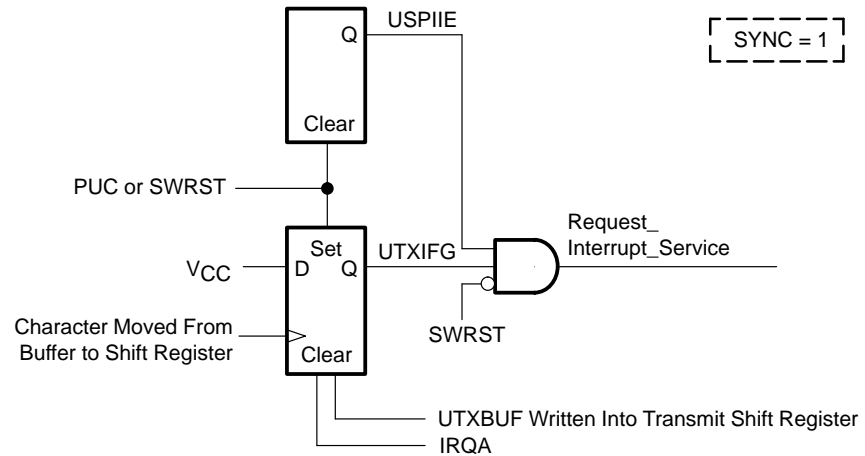 USPIIE
SYNC = 1
Q
Clear
PUC or SWRST
Set
UTXIFG
Request_
Interrupt_Service
VCC
D
Q
Character Moved From
Buffer to Shift Register
SWRST
Clear
UTXBUF Written Into Transmit Shift Register
IRQA